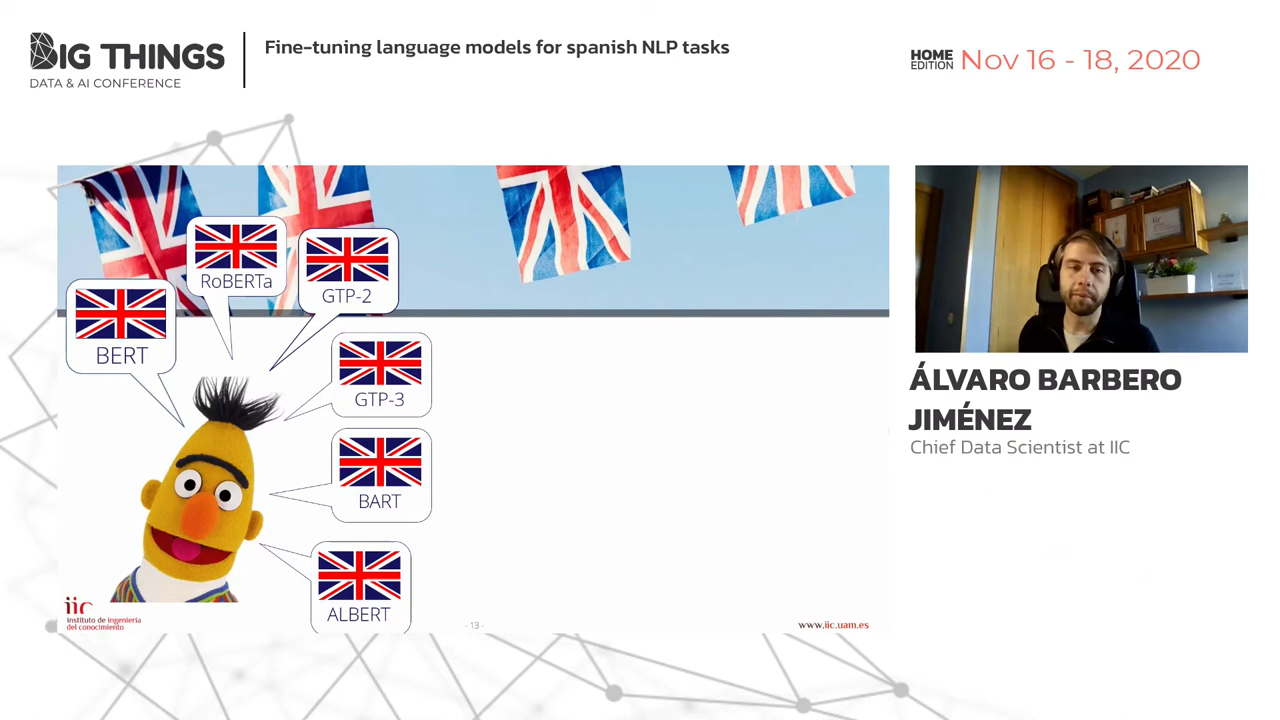 BIG THINGS
DATA & AI CONFERENCE
Fine-tuning language models for spanish NLP tasks
HOME
EDITION
Nov 16 - 18, 2020
RoBERTa
GTP-2
BERT
GTP-3
BART
ALBERT
iic
instituto de ingeniería
del conocimiento
- 13 -
www.iic.uam.es
ÁLVARO BARBERO
JIMÉNEZ
Chief Data Scientist at IIC